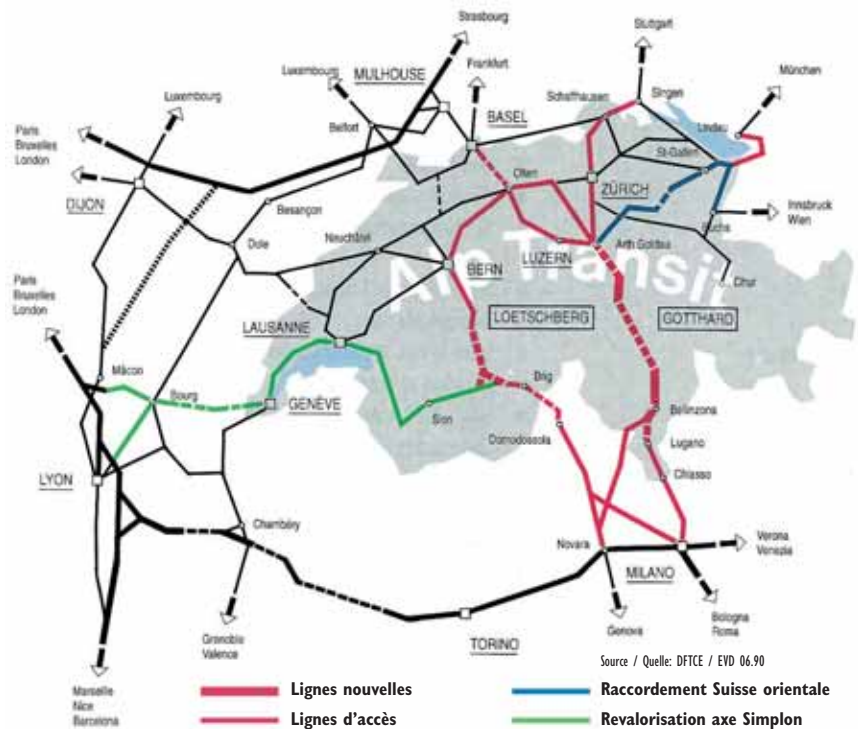 Strasbourg
Stuttgart
Luxembourg
MULHOUSE
Frankfurt
München
Luxembourg
Schaffhausen
Singen
BASEL
Lindau
Paris
Bruxelles
London
Belfort
St-Gallen
Olten
ZÜRICH
DIJON
Besançon
Innsbruck
Wien
Buchs
Dole
Neuchâtel
LUZERN
Arth Goldau
BERN
Alp Transit
Chur
Paris
Bruxelles
London
LAUSANNE
LOETSCHBERG
GOTTHARD
Mâcon
Bourg
GENÈVE
Brig
Sion
Bellinzona
Domodossola
Lugano
LYON
Chiasso
Chambéry
Novara
Verona
Venezia
MILANO
Grenoble
Valence
TORINO
Genova
Bologna
Roma
Marseille
Nice
Barcelona
Source / Quelle: DFTCE / EVD 06.90
Lignes nouvelles
Raccordement Suisse orientale
Lignes d'accès
Revalorisation axe Simplon